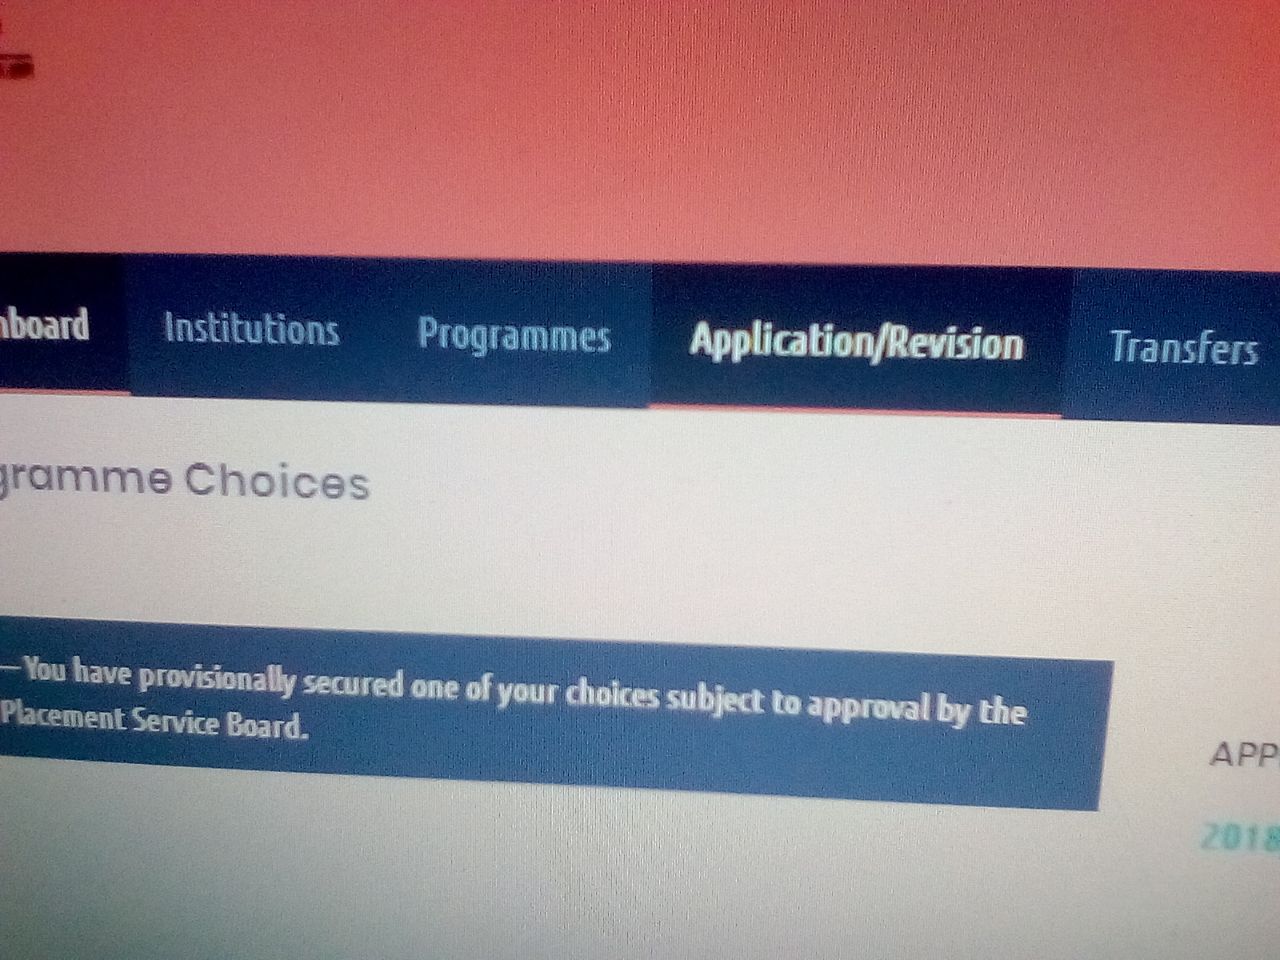 nboard Institutions Programmes Application/Revision Transfers
gramme Choices
—You have provisionally secured one of your choices subject to approval by the
Placement Service Board.
APP
2018